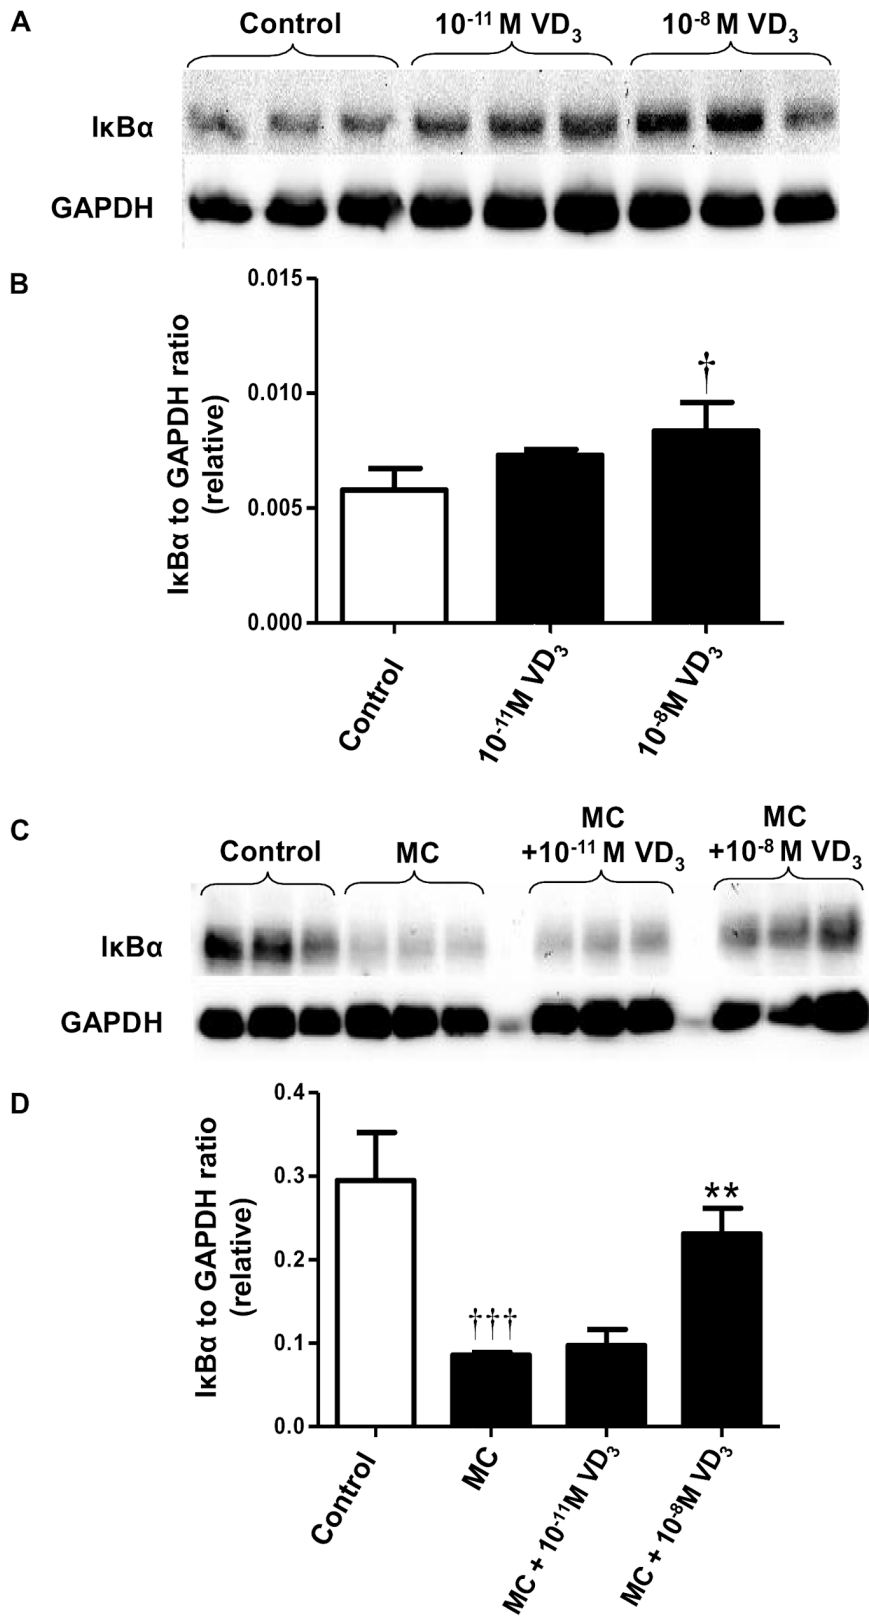 A
Control
10⁻¹¹ M VD₃
10⁻⁸ M VD₃
IκBα
GAPDH
B
IκBα to GAPDH ratio
(relative)
0.015
0.010
0.005
0.000
†
Control
10⁻¹¹M VD₃
10⁻⁸M VD₃
C
Control
MC
MC
+10⁻¹¹ M VD₃
MC
+10⁻⁸ M VD₃
IκBα
GAPDH
D
IκBα to GAPDH ratio
(relative)
0.4
0.3
0.2
0.1
0.0
†††
**
Control
MC
MC + 10⁻¹¹M VD₃
MC + 10⁻⁸M VD₃